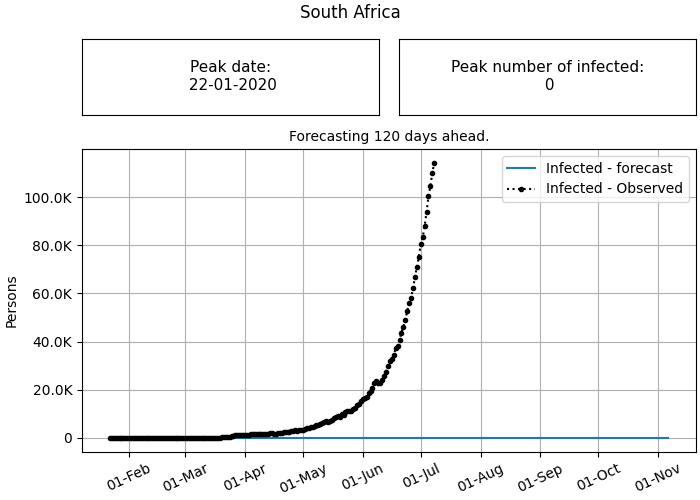 South Africa
Peak date:
22-01-2020
Peak number of infected:
0
Forecasting 120 days ahead.
Infected - forecast
Infected - Observed
Persons
100.0K
80.0K
60.0K
40.0K
20.0K
0
01-Feb
01-Mar
01-Apr
01-May
01-Jun
01-Jul
01-Aug
01-Sep
01-Oct
01-Nov